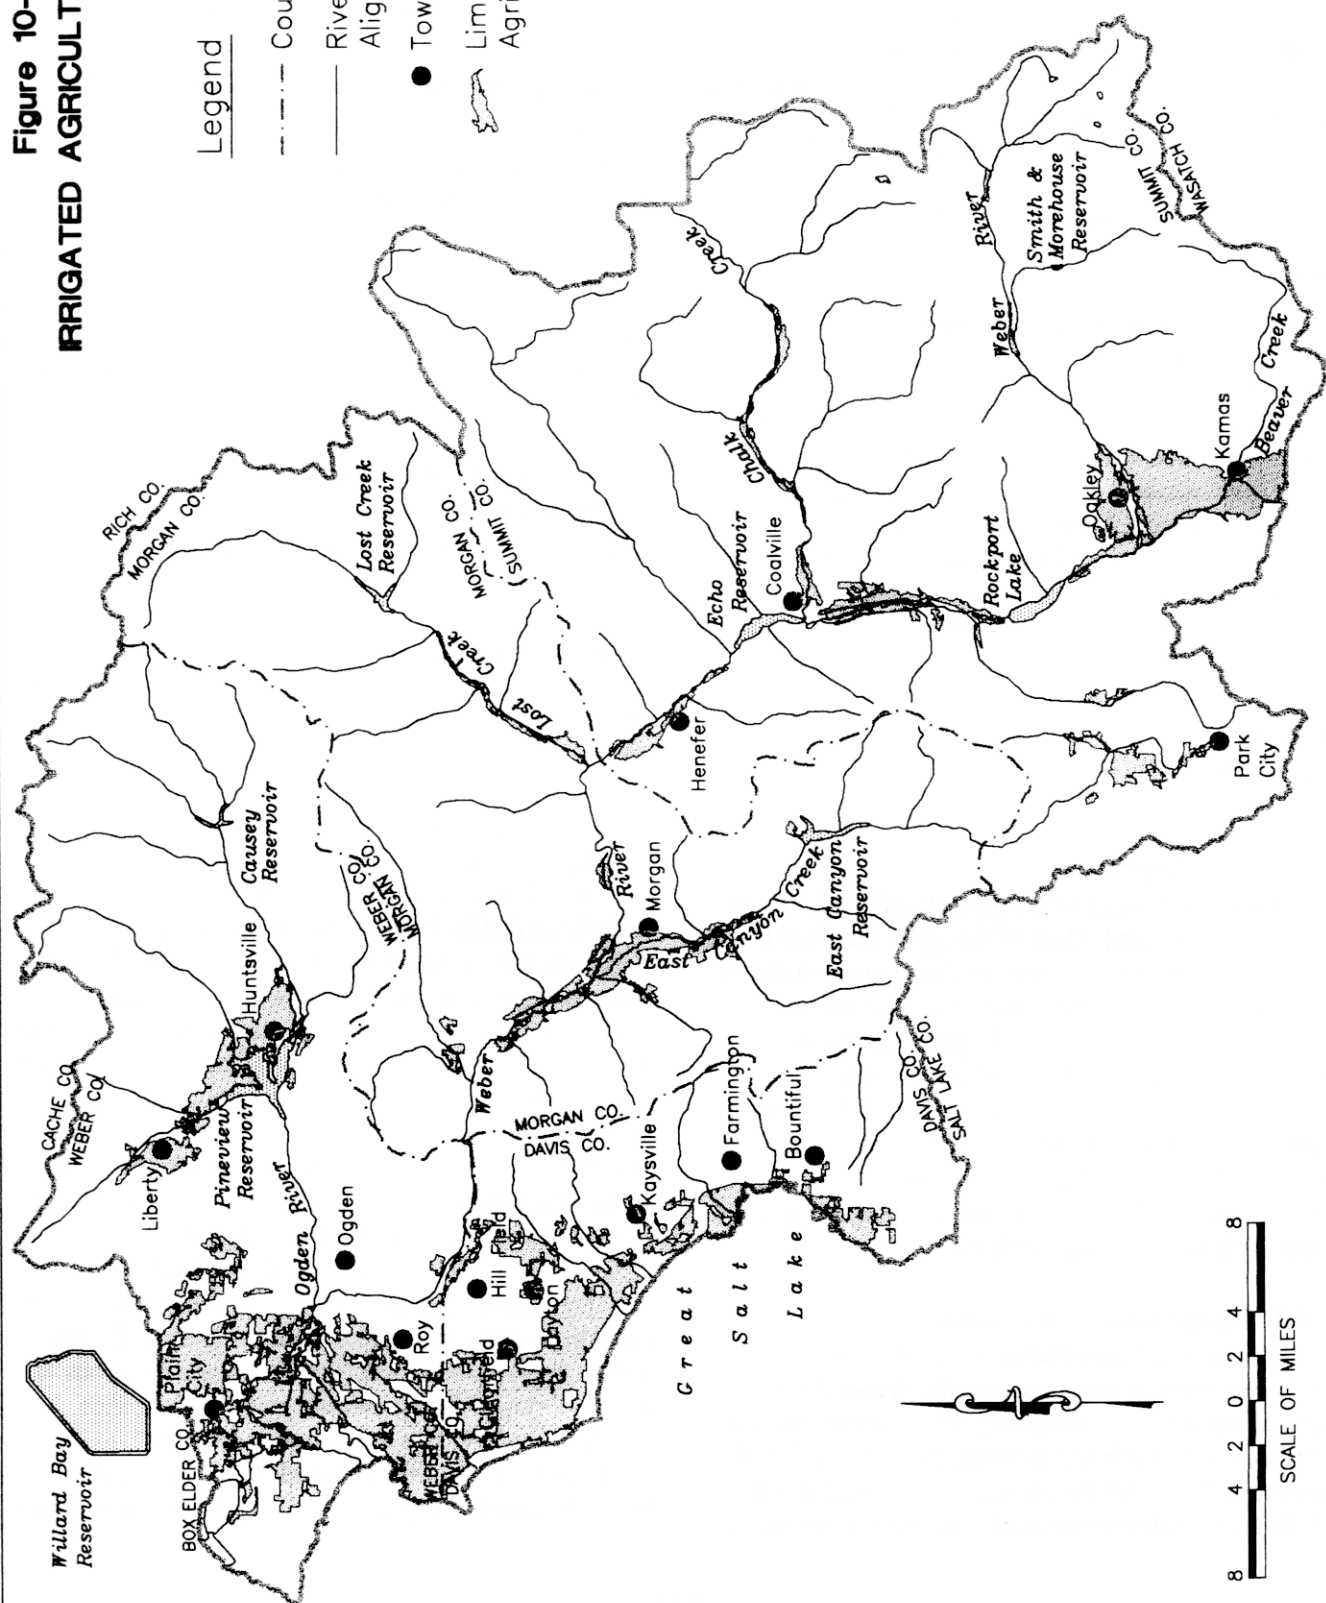 Figure 10-
IRRIGATED AGRICULT
Legend
Cou
Rive
Alig
Tow
Lim
Agri
Willard Bay
Reservoir
BOX ELDER CO.
Plain
City
CACHE CO.
WEBER CO.
Liberty
Pineview
Reservoir
Huntsville
Ogden River
Ogden
Causey
Reservoir
RICH CO.
MORGAN CO.
Lost Creek
Reservoir
WEBER CO.
MORGAN CO.
MORGAN CO.
SUMMIT CO.
Lost Creek
Roy
Hill Field
WEBER CO.
DAVIS CO.
Clearfield
Layton
Weber River
MORGAN CO.
DAVIS CO.
Kaysville
Farmington
Bountiful
Great
Salt
Lake
Morgan
East Canyon Creek
East Canyon
Reservoir
DAVIS CO.
SALT LAKE CO.
Henefer
Echo
Reservoir
Coalville
Chalk Creek
Rockport
Lake
Oakley
Kamas
Beaver Creek
Weber River
Smith &
Morehouse
Reservoir
SUMMIT CO.
WASATCH CO.
Park
City
8 4 2 0 2 4 8
SCALE OF MILES